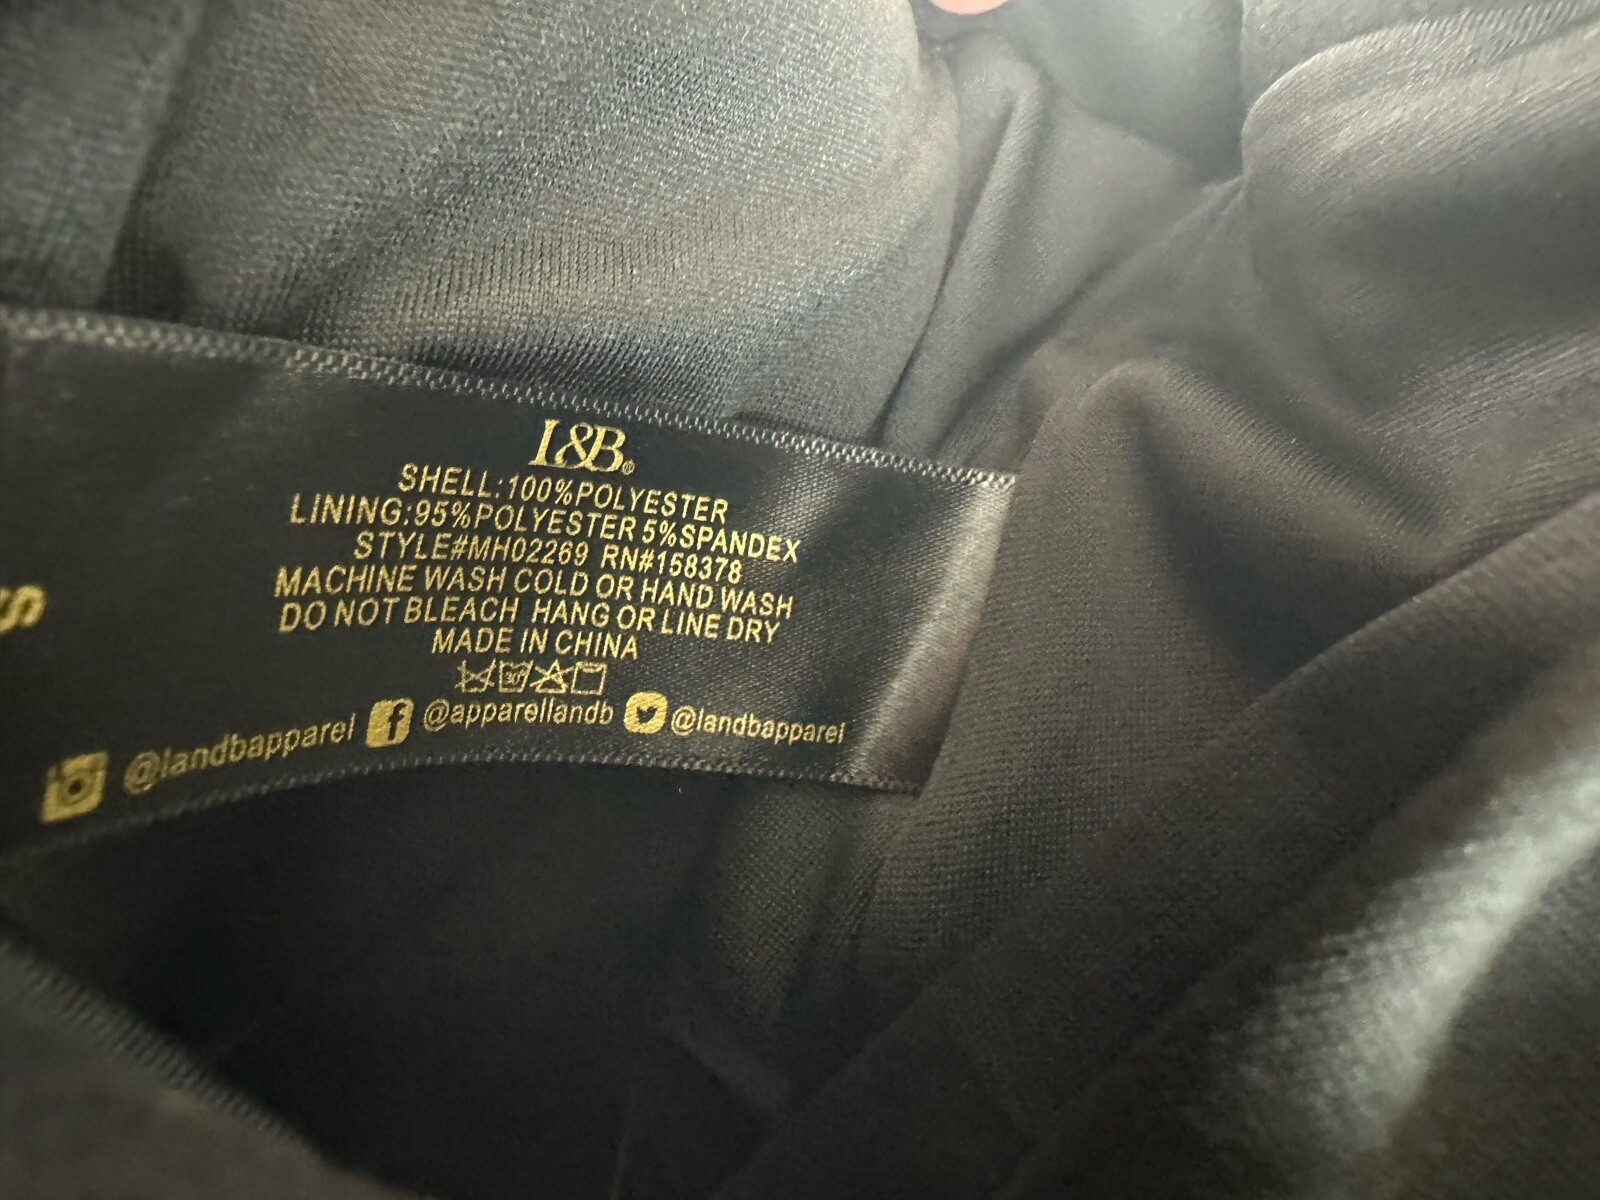 L&B®
SHELL:100%POLYESTER
LINING:95%POLYESTER 5%SPANDEX
STYLE#MH02269 RN#158378
MACHINE WASH COLD OR HAND WASH
DO NOT BLEACH HANG OR LINE DRY
MADE IN CHINA
30°
@landbapparel f @apparellandb @landbapparel
S